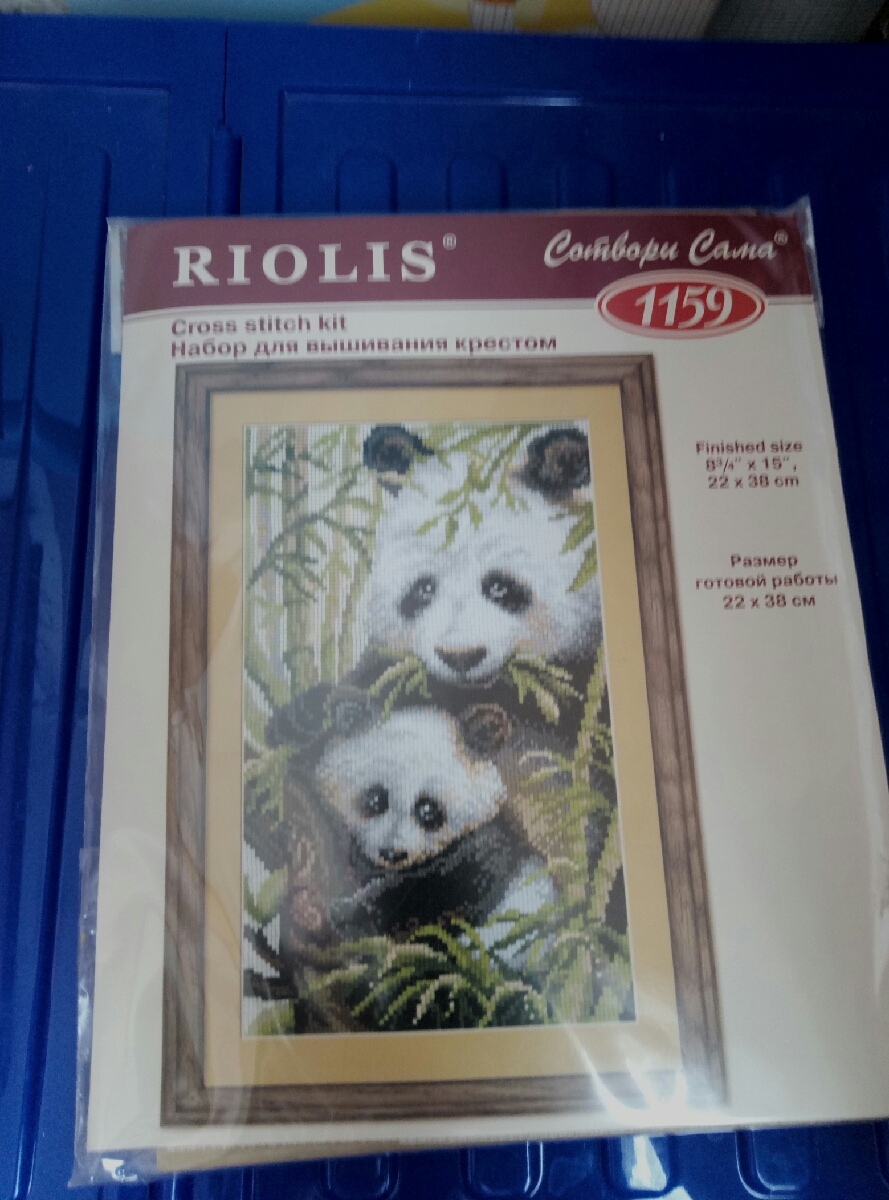 RIOLIS®
Сотвори Сама®
1159
Cross stitch kit
Набор для вышивания крестом
Finished size
8³/₄" x 15",
22 x 38 cm
Размер
готовой работы
22 x 38 см